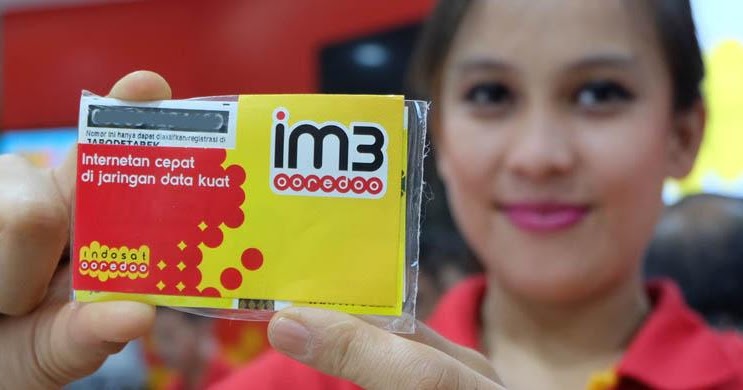 Nomor ini hanya dapat diaktifkan/registrasi di
JABODETABEK
Internetan cepat
di jaringan data kuat
indosat
ooredoo
im3
ooredoo